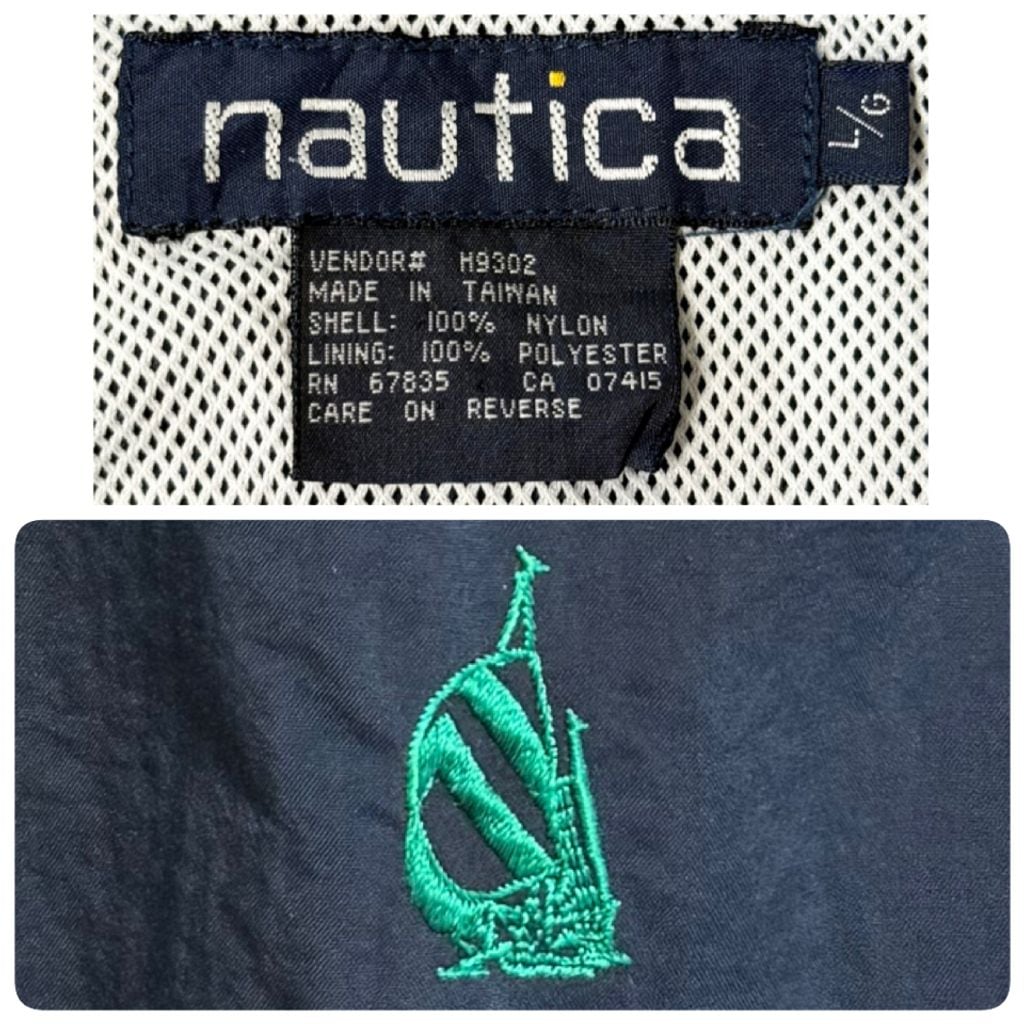 nautica
L/G
VENDOR# H9302
MADE IN TAIWAN
SHELL: 100% NYLON
LINING: 100% POLYESTER
RN 67835 CA 07415
CARE ON REVERSE